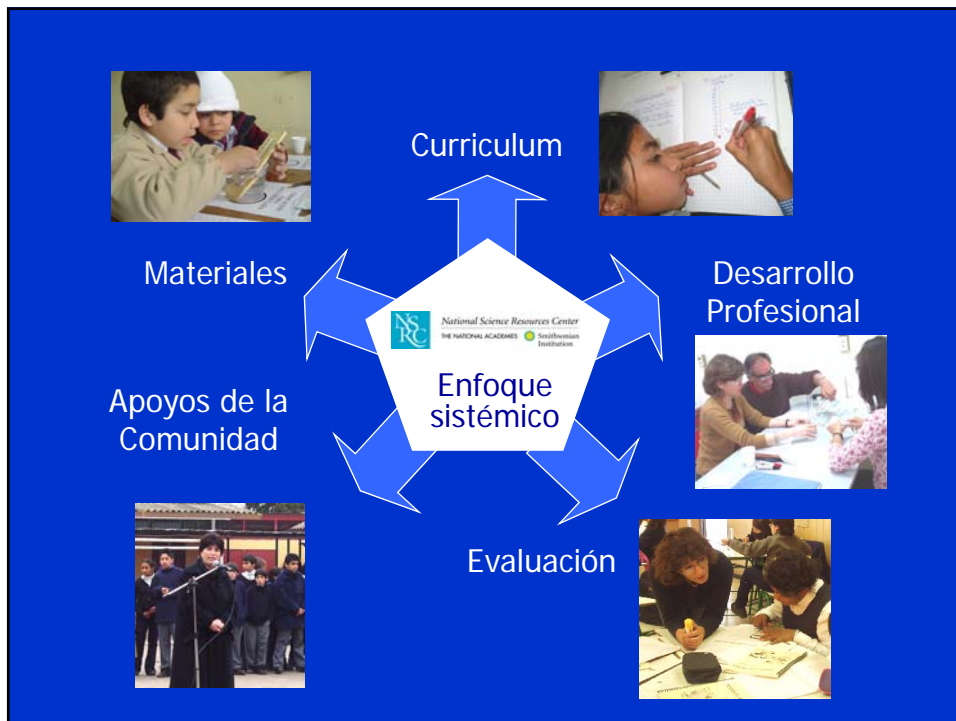 Curriculum
Materiales
Desarrollo
Profesional
NSRC
National Science Resources Center
THE NATIONAL ACADEMIES
Smithsonian
Institution
Enfoque
sistémico
Apoyos de la
Comunidad
Evaluación